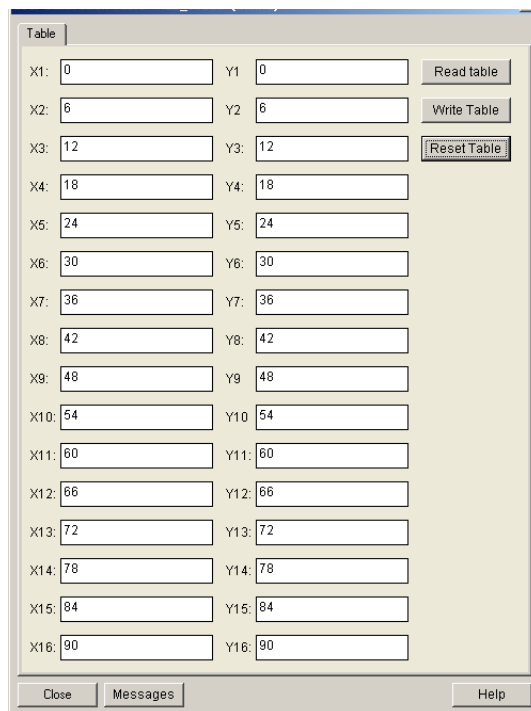 Table
X1: 0 Y1 0 Read table
X2: 6 Y2 6 Write Table
X3: 12 Y3: 12 Reset Table
X4: 18 Y4: 18
X5: 24 Y5: 24
X6: 30 Y6: 30
X7: 36 Y7: 36
X8: 42 Y8: 42
X9: 48 Y9 48
X10: 54 Y10 54
X11: 60 Y11: 60
X12: 66 Y12: 66
X13: 72 Y13: 72
X14: 78 Y14: 78
X15: 84 Y15: 84
X16: 90 Y16: 90
Close Messages Help